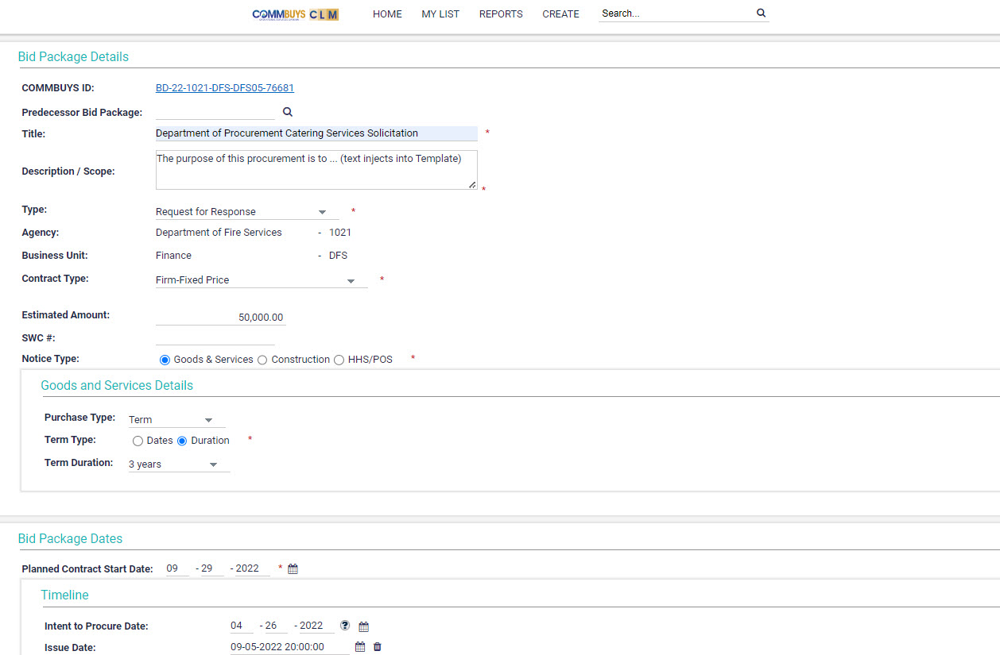 COMMBUYS CLM HOME MY LIST REPORTS CREATE Search...
Bid Package Details
COMMBUYS ID: BD-22-1021-DFS-DFS05-76681
Predecessor Bid Package:
Title: Department of Procurement Catering Services Solicitation *
Description / Scope: The purpose of this procurement is to ... (text injects into Template) *
Type: Request for Response *
Agency: Department of Fire Services - 1021
Business Unit: Finance - DFS
Contract Type: Firm-Fixed Price *
Estimated Amount: 50,000.00
SWC #:
Notice Type: Goods & Services Construction HHS/POS *
Goods and Services Details
Purchase Type: Term
Term Type: Dates Duration *
Term Duration: 3 years
Bid Package Dates
Planned Contract Start Date: 09 - 29 - 2022 *
Timeline
Intent to Procure Date: 04 - 26 - 2022 ?
Issue Date: 09-05-2022 20:00:00